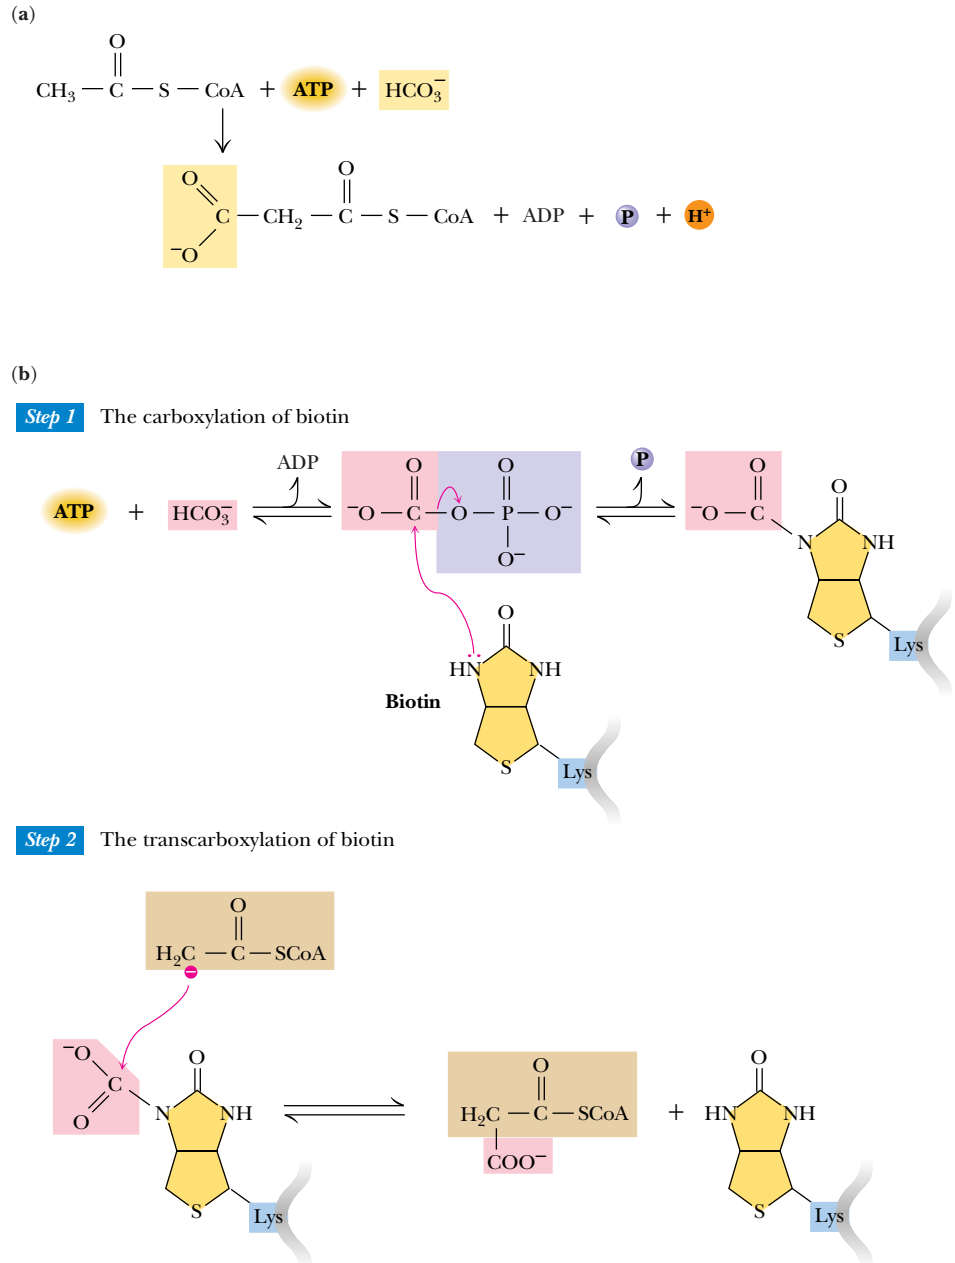 (a)
O
CH₃ — C — S — CoA + ATP + HCO₃⁻
O
O
C — CH₂ — C — S — CoA + ADP + P + H⁺
⁻O
(b)
Step 1 The carboxylation of biotin
ADP
P
O
O
O
O
ATP + HCO₃⁻
⁻O — C — O — P — O⁻
⁻O — C
O⁻
N
NH
S
Lys
O
HN
NH
Biotin
S
Lys
Step 2 The transcarboxylation of biotin
O
H₂C — C — SCoA
−
⁻O
O
C
O
N
NH
S
Lys
O
H₂C — C — SCoA
COO⁻
+
O
HN
NH
S
Lys